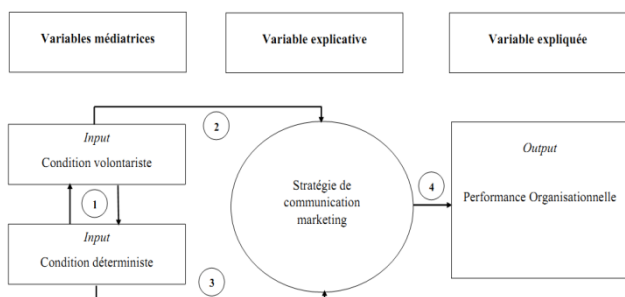 Variables médiatrices
Variable explicative
Variable expliquée
2
Input
Condition volontariste
1
Input
Condition déterministe
3
Stratégie de
communication
marketing
4
Output
Performance Organisationnelle